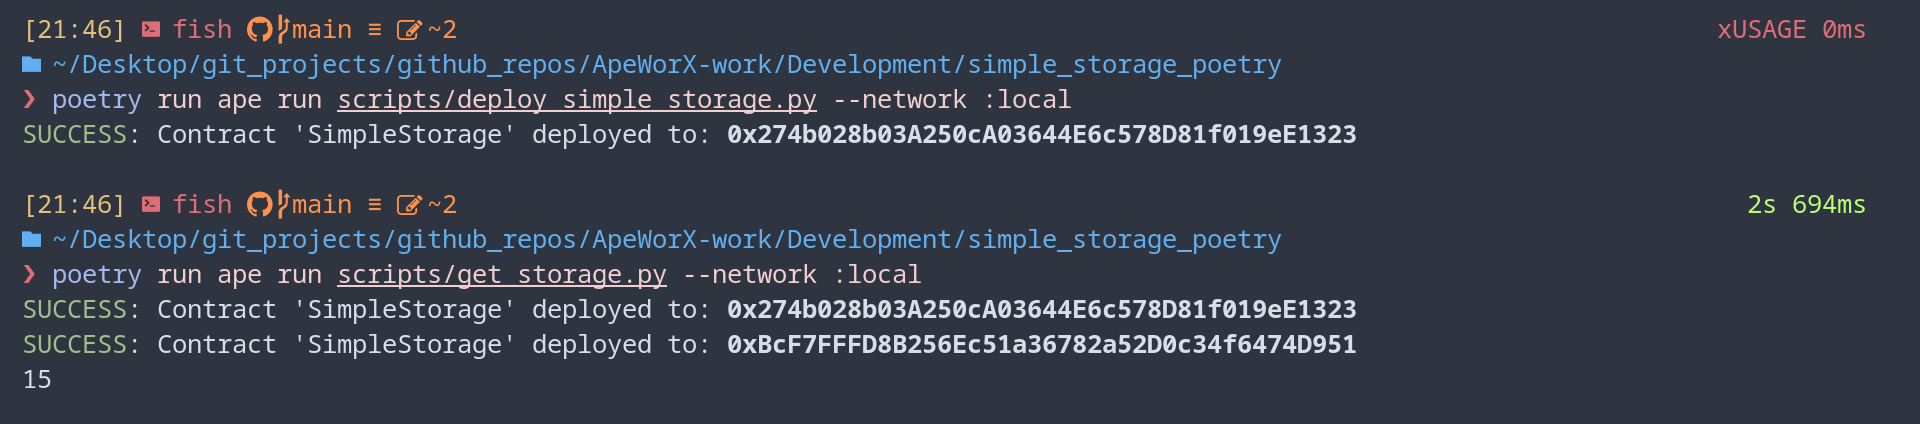 [21:46] fish main ≡ ~2 xUSAGE 0ms
~/Desktop/git_projects/github_repos/ApeWorX-work/Development/simple_storage_poetry
❯ poetry run ape run scripts/deploy_simple_storage.py --network :local
SUCCESS: Contract 'SimpleStorage' deployed to: 0x274b028b03A250cA03644E6c578D81f019eE1323
[21:46] fish main ≡ ~2 2s 694ms
~/Desktop/git_projects/github_repos/ApeWorX-work/Development/simple_storage_poetry
❯ poetry run ape run scripts/get_storage.py --network :local
SUCCESS: Contract 'SimpleStorage' deployed to: 0x274b028b03A250cA03644E6c578D81f019eE1323
SUCCESS: Contract 'SimpleStorage' deployed to: 0xBcF7FFFD8B256Ec51a36782a52D0c34f6474D951
15